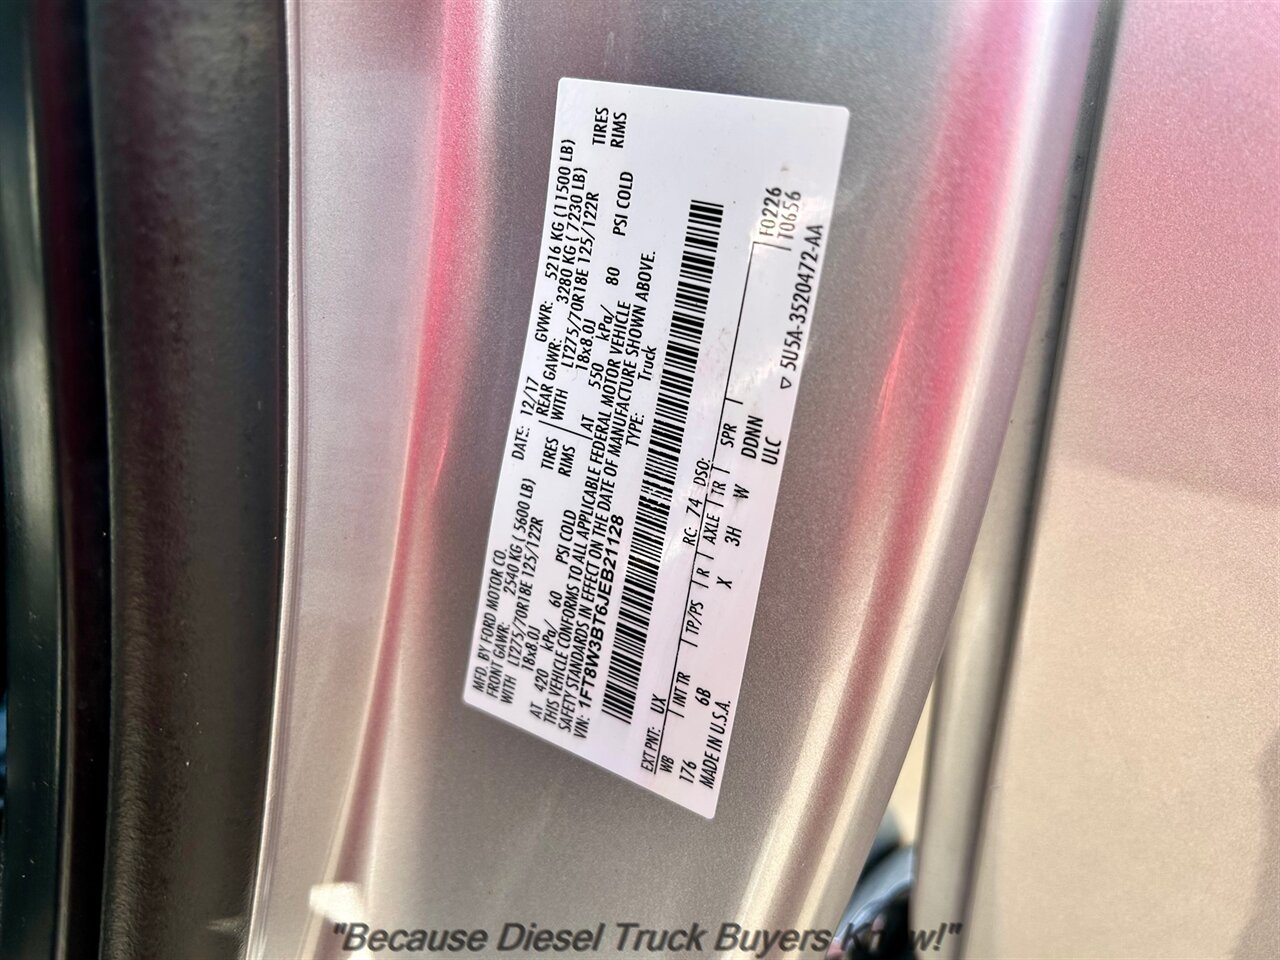 MFD. BY FORD MOTOR CO.
DATE: 12/17
GVWR: 5216 KG (11500 LB)
FRONT GAWR: 2540 KG ( 5600 LB)
REAR GAWR: 3280 KG ( 7230 LB)
WITH LT275/70R18E 125/122R TIRES
WITH LT275/70R18E 125/122R TIRES
18x8.0J RIMS
18x8.0J RIMS
AT 420 kPa/ 60 PSI COLD
AT 550 kPa/ 80 PSI COLD
THIS VEHICLE CONFORMS TO ALL APPLICABLE FEDERAL MOTOR VEHICLE
SAFETY STANDARDS IN EFFECT ON THE DATE OF MANUFACTURE SHOWN ABOVE.
VIN: 1FT8W3BT6JEB21128
TYPE: Truck
F0226
T0656
EXT PNT: UX RC: 74 DSO:
WB INT TR TP/PS R AXLE TR SPR
176 6B X 3H W DDNN
MADE IN U.S.A. ULC
▽ 5U5A-3520472-AA
"Because Diesel Truck Buyers Know!"